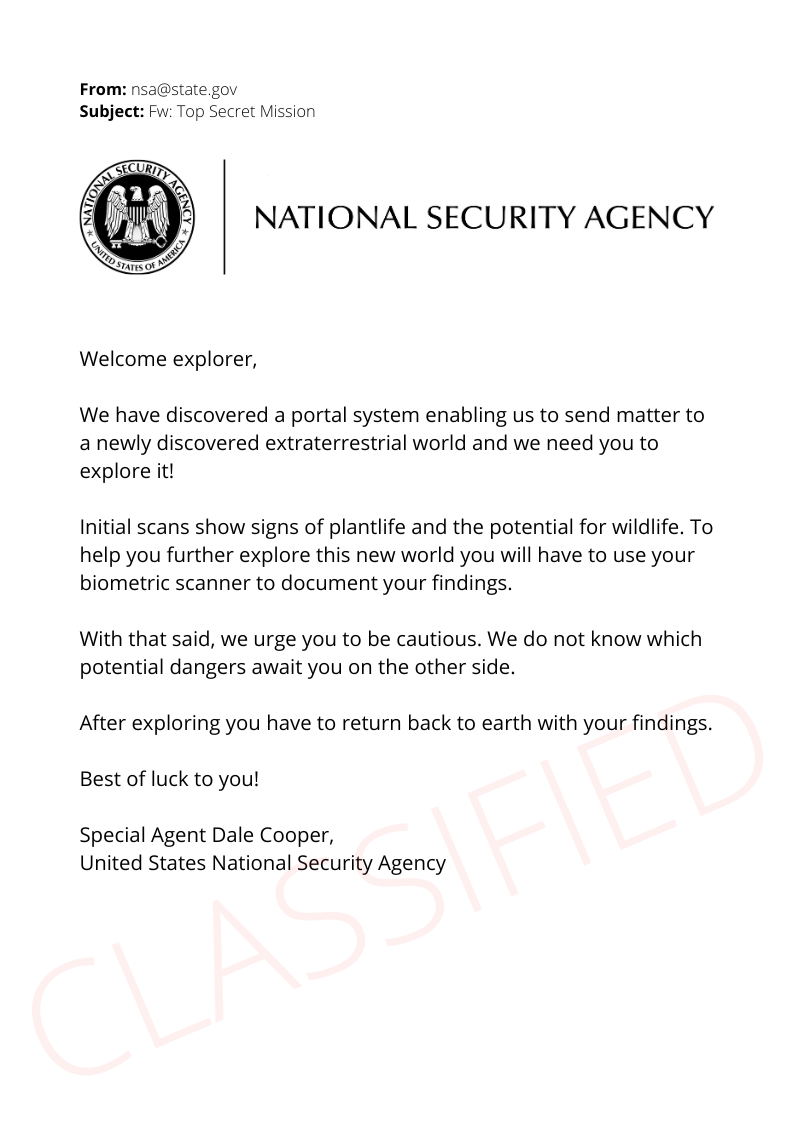 From: nsa@state.gov
Subject: Fw: Top Secret Mission
NATIONAL SECURITY AGENCY
UNITED STATES OF AMERICA
NATIONAL SECURITY AGENCY
Welcome explorer,
We have discovered a portal system enabling us to send matter to
a newly discovered extraterrestrial world and we need you to
explore it!
Initial scans show signs of plantlife and the potential for wildlife. To
help you further explore this new world you will have to use your
biometric scanner to document your findings.
With that said, we urge you to be cautious. We do not know which
potential dangers await you on the other side.
After exploring you have to return back to earth with your findings.
Best of luck to you!
Special Agent Dale Cooper,
United States National Security Agency
CLASSIFIED